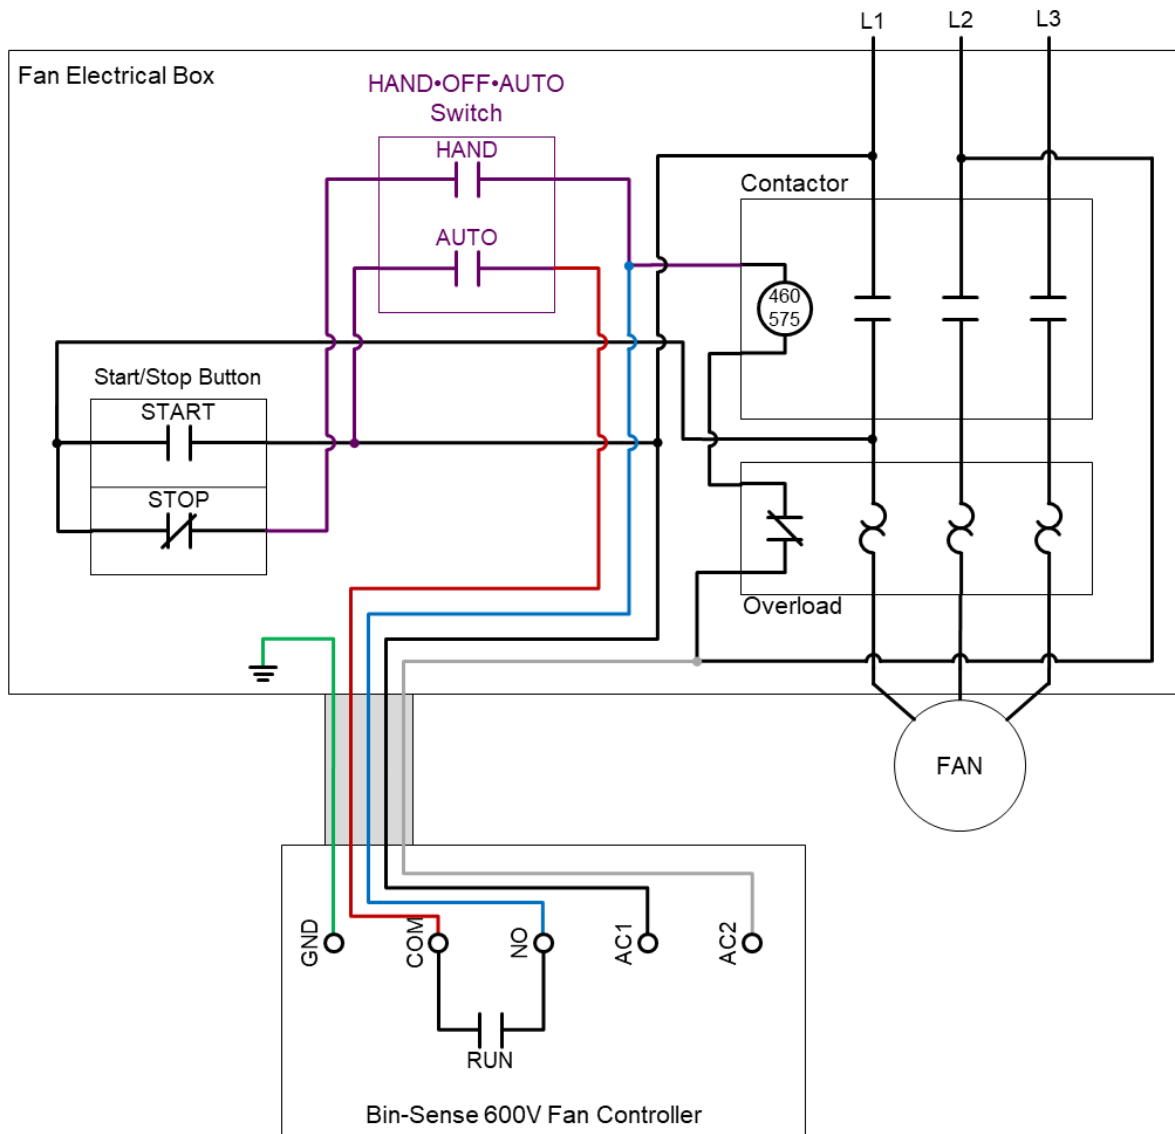 L1
L2
L3
Fan Electrical Box
HAND•OFF•AUTO
Switch
HAND
Contactor
AUTO
460
575
Start/Stop Button
START
STOP
Overload
FAN
GND
COM
NO
AC1
AC2
RUN
Bin-Sense 600V Fan Controller